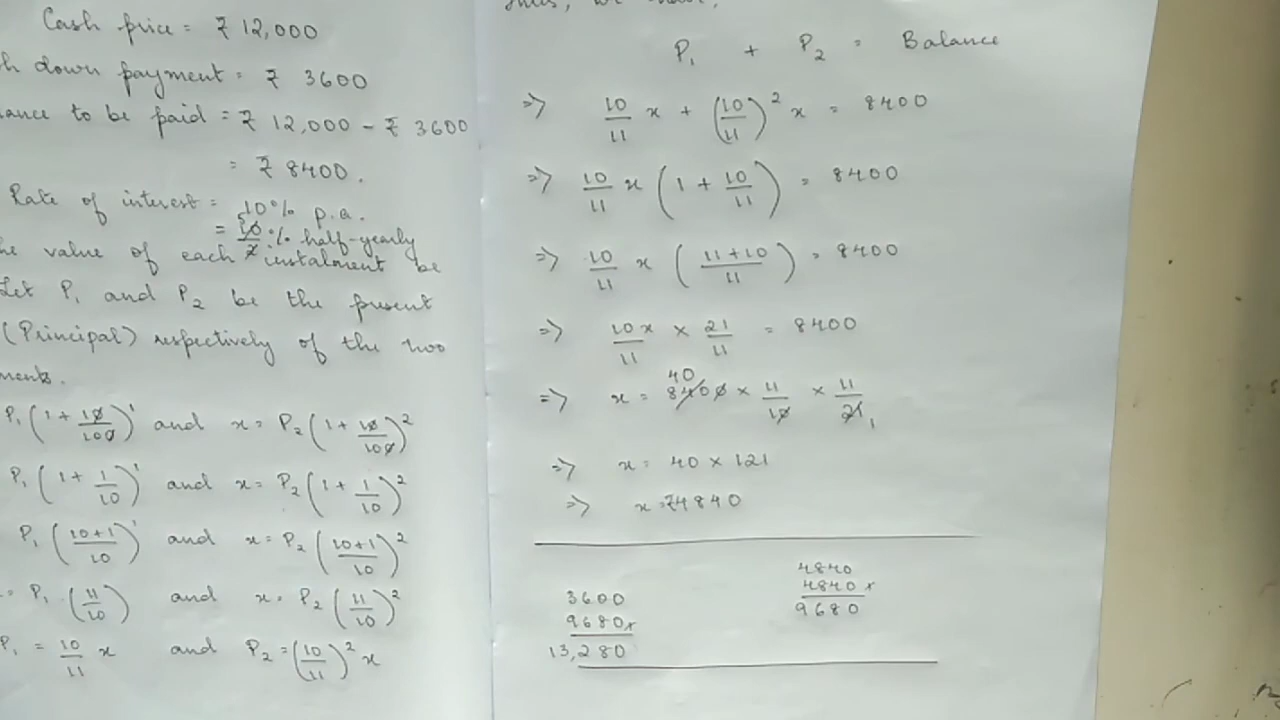 Cash price = ₹ 12,000
h down payment = ₹ 3600
ance to be paid = ₹ 12,000 - ₹ 3600
= ₹ 8400.
Rate of interest = 10% p.a.
= 10/2 % half-yearly 5
he value of each instalment be
Let P₁ and P₂ be the present
(Principal) respectively of the two
ments.
P₁ (1 + 10/100)¹ and x = P₂ (1 + 10/100)²
P₁ (1 + 1/10)¹ and x = P₂ (1 + 1/10)²
P₁ (10+1/10)¹ and x = P₂ (10+1/10)²
= P₁ (11/10) and x = P₂ (11/10)²
P₁ = 10/11 x and P₂ = (10/11)² x
P₁ + P₂ = Balance
=> 10/11 x + (10/11)² x = 8400
=> 10/11 x (1 + 10/11) = 8400
=> 10/11 x (11+10/11) = 8400
=> 10x/11 × 21/11 = 8400
40
=> x = 8400 × 11/10 × 11/21 1
=> x = 40 × 121
=> x = ₹4840
3600
9680+
13,280
4840
4840+
9680